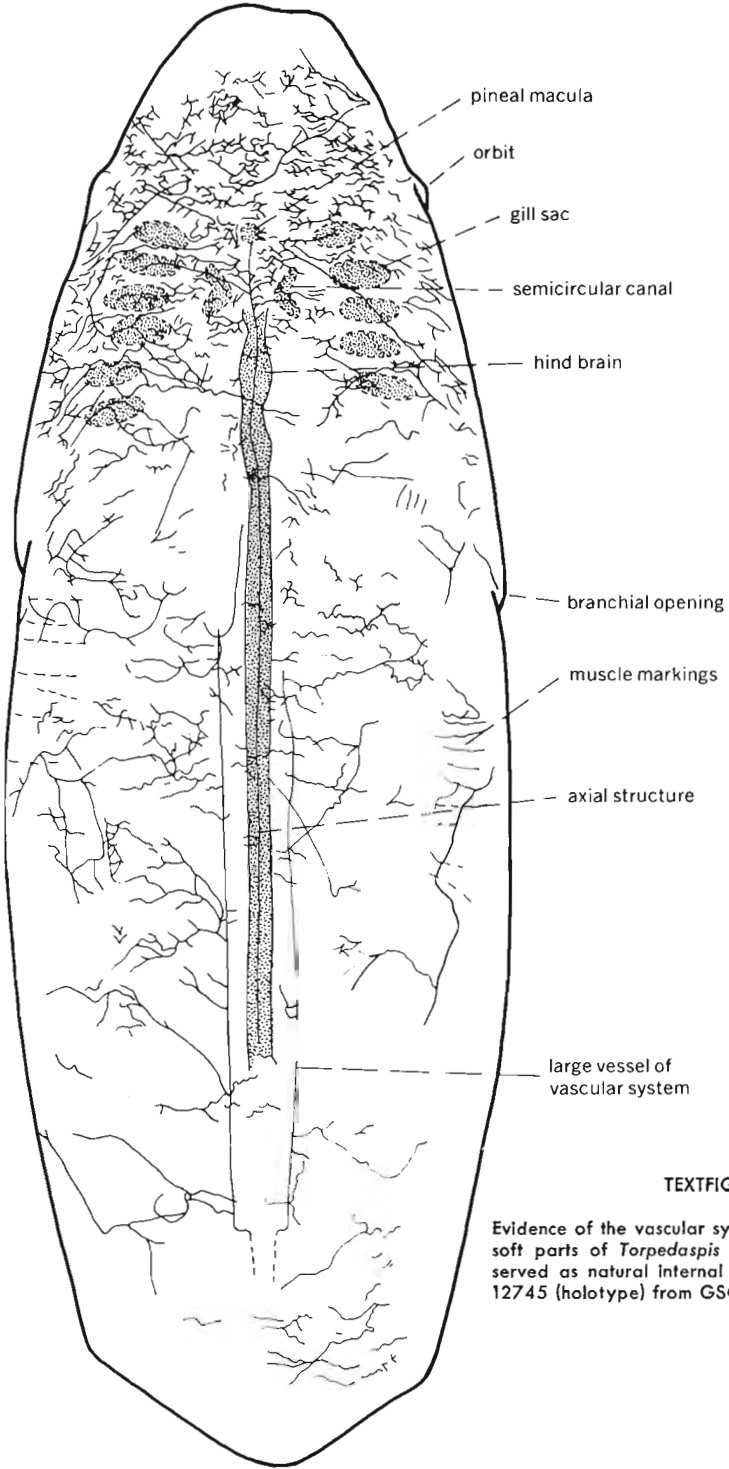 pineal macula
orbit
gill sac
semicircular canal
hind brain
branchial opening
muscle markings
axial structure
large vessel of
vascular system
TEXTFIG
Evidence of the vascular sy
soft parts of Torpedaspis
served as natural internal
12745 (holotype) from GS